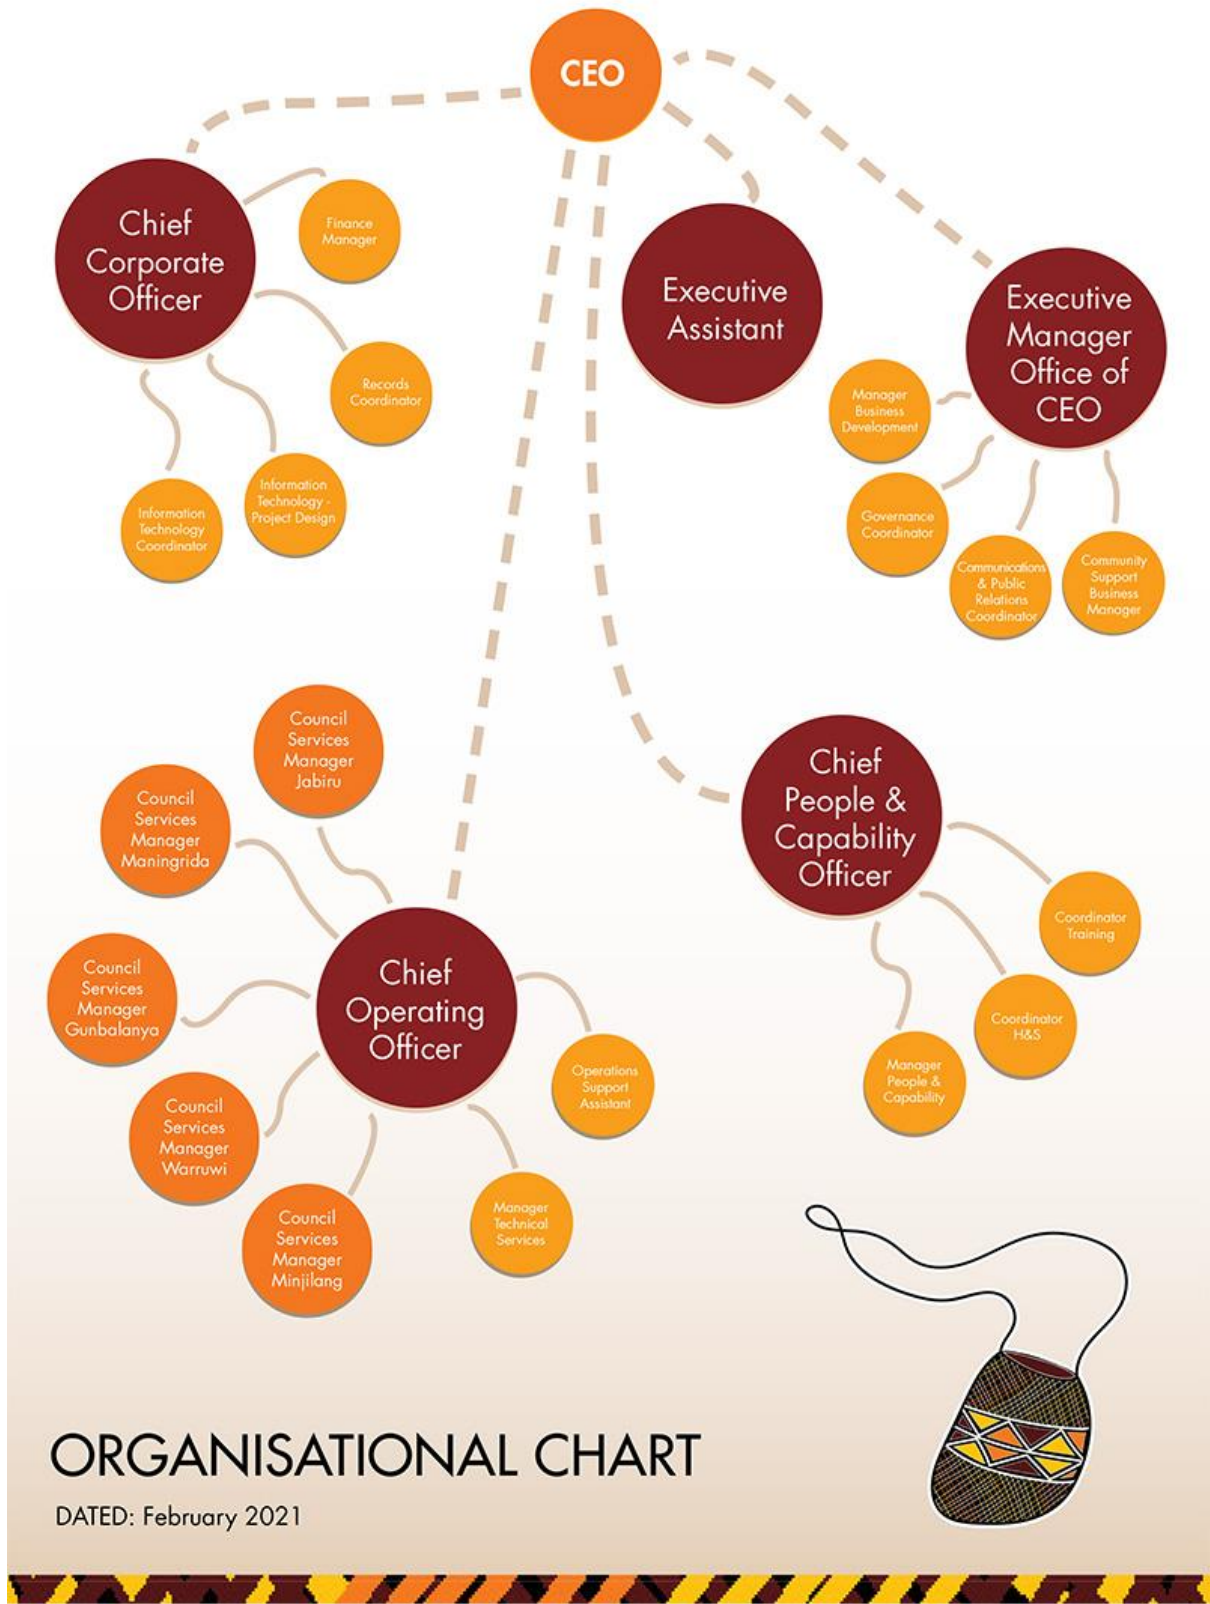 CEO
Chief
Corporate
Officer
Finance
Manager
Records
Coordinator
Information
Technology -
Project Design
Information
Technology
Coordinator
Executive
Assistant
Executive
Manager
Office of
CEO
Manager
Business
Development
Governance
Coordinator
Communications
& Public
Relations
Coordinator
Community
Support
Business
Manager
Council
Services
Manager
Jabiru
Council
Services
Manager
Maningrida
Council
Services
Manager
Gunbalanya
Council
Services
Manager
Warruwi
Council
Services
Manager
Minjilang
Chief
Operating
Officer
Operations
Support
Assistant
Manager
Technical
Services
Chief
People &
Capability
Officer
Coordinator
Training
Coordinator
H&S
Manager
People &
Capability
ORGANISATIONAL CHART
DATED: February 2021